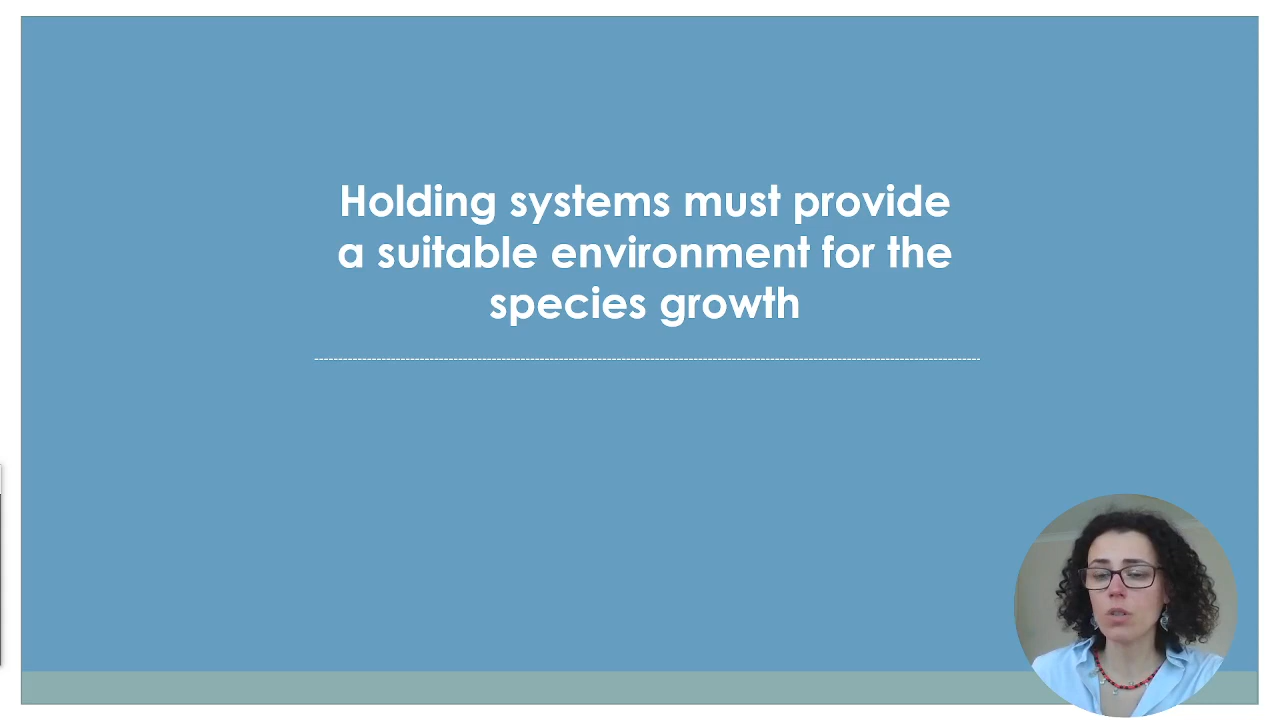 Holding systems must provide
a suitable environment for the
species growth